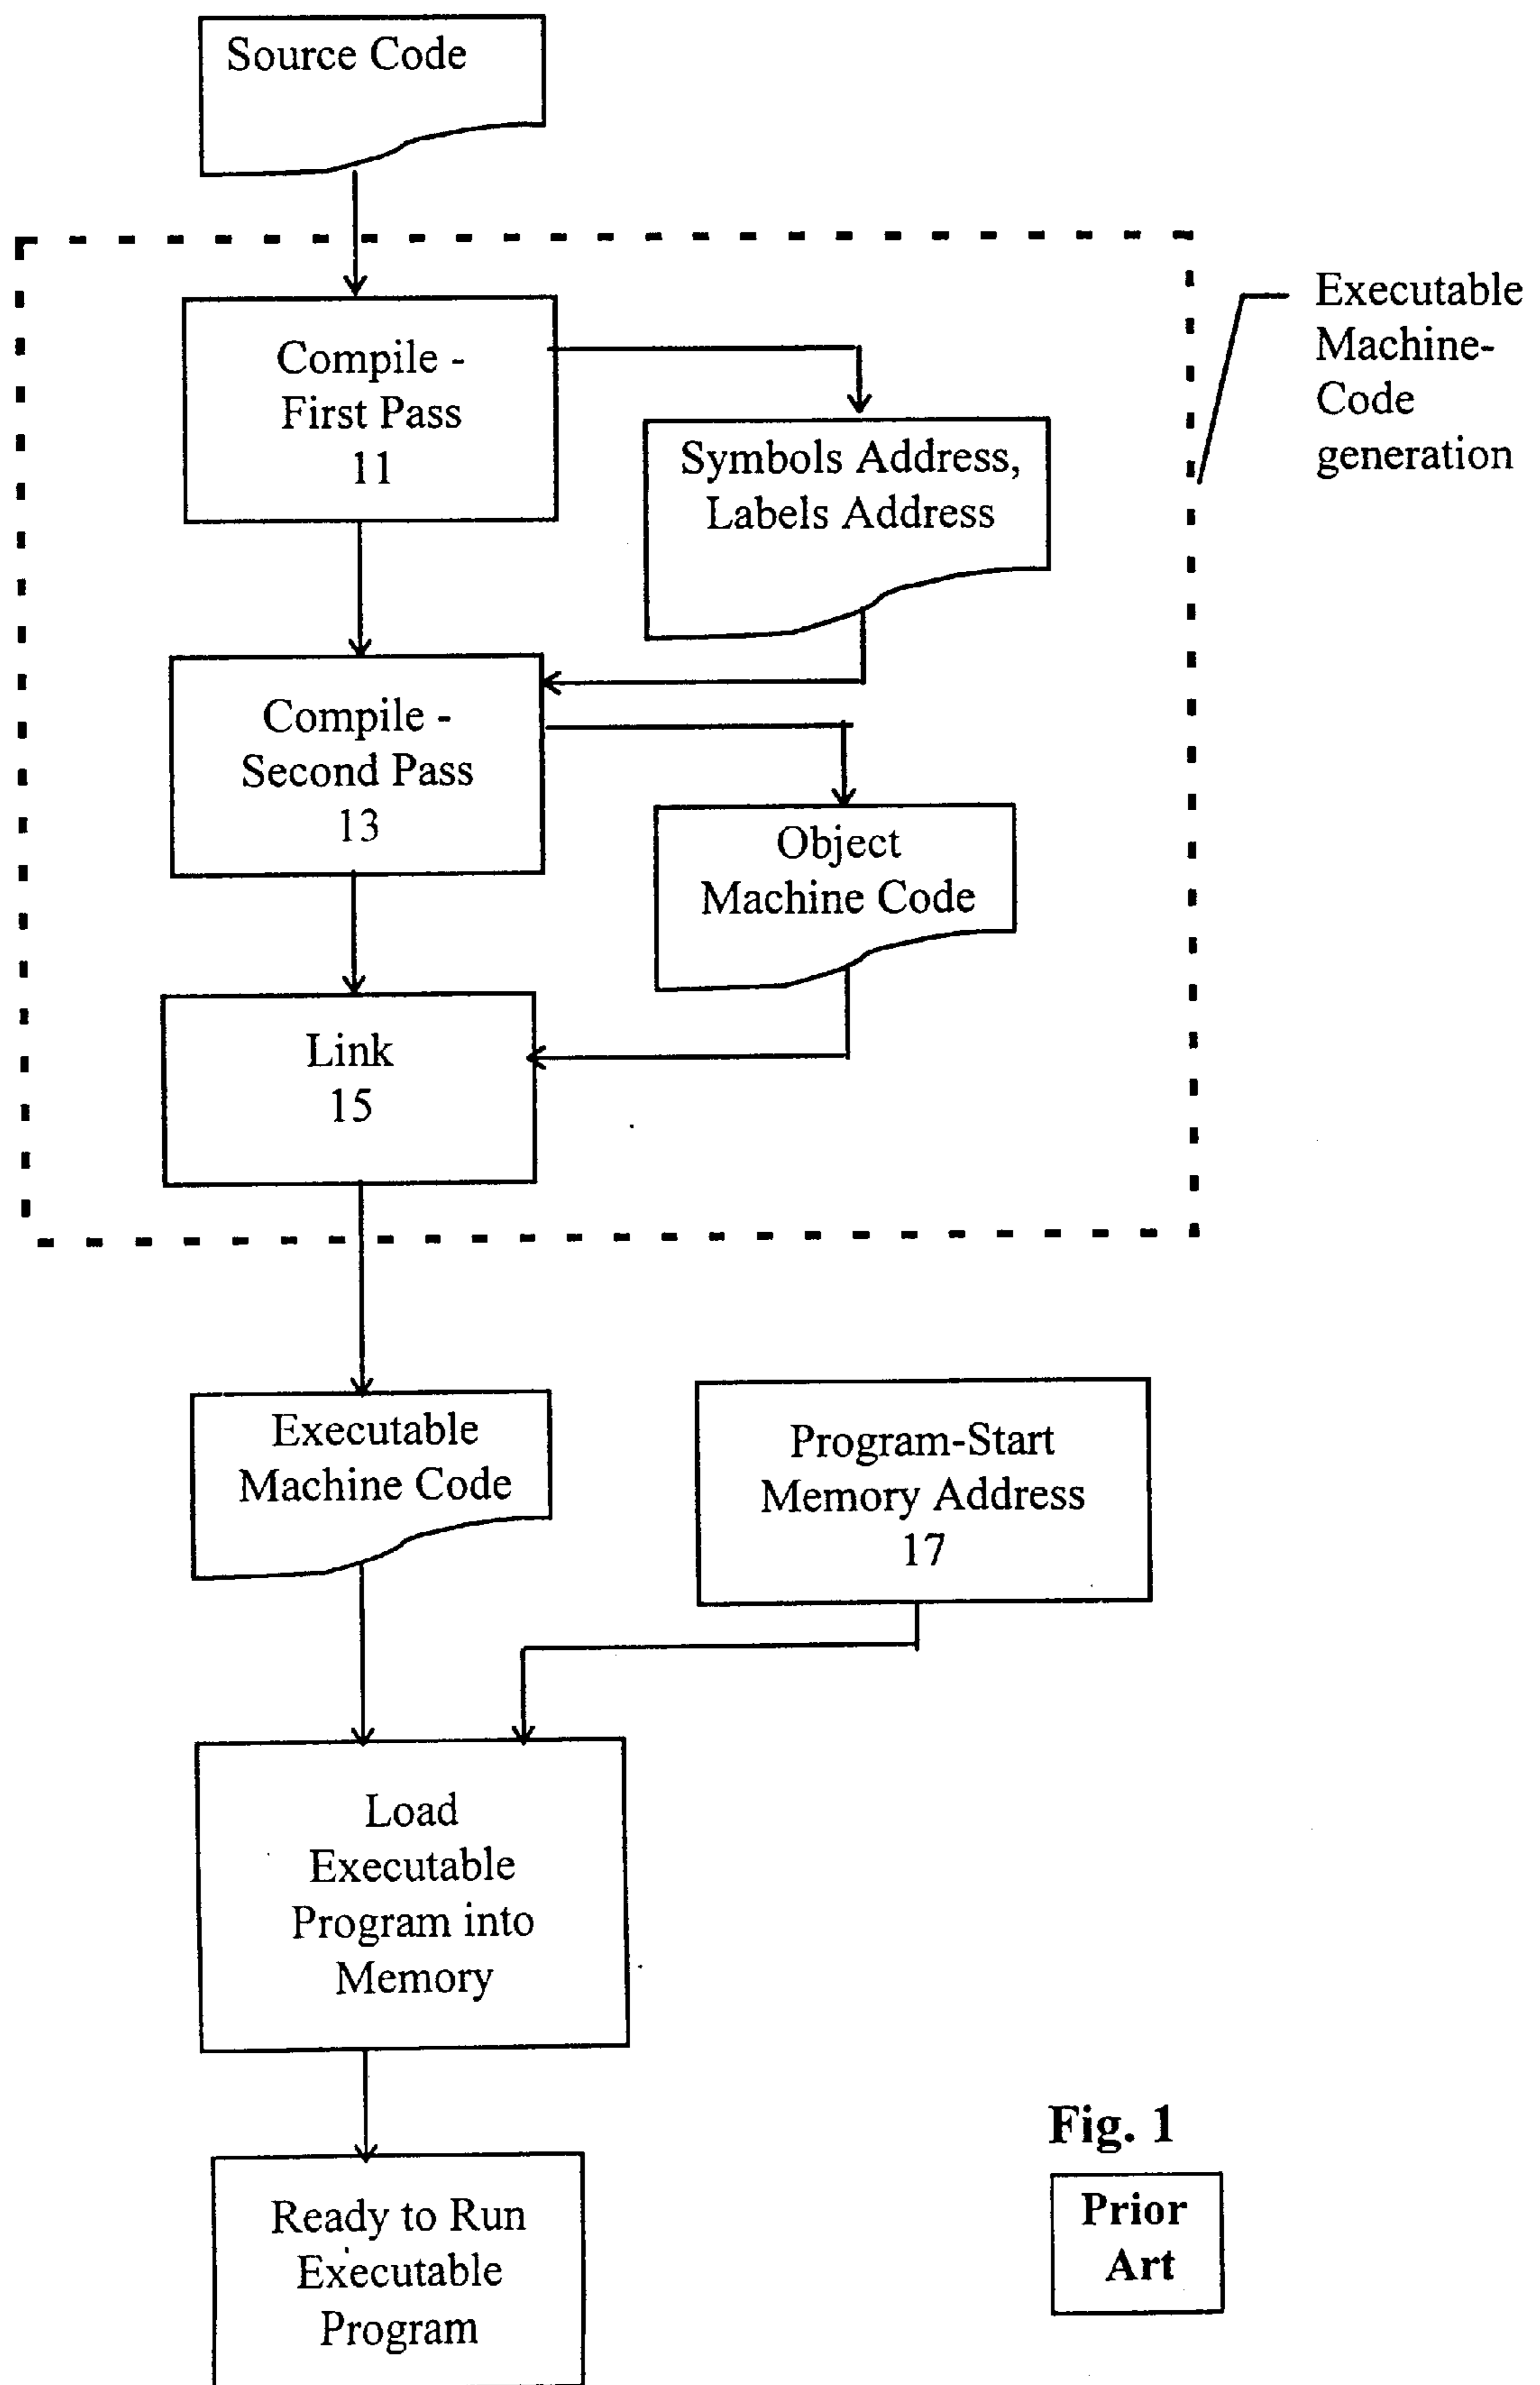 Source Code
Compile -
First Pass
11
Executable
Machine-
Code
generation
Symbols Address,
Labels Address
Compile -
Second Pass
13
Object
Machine Code
Link
15
Executable
Machine Code
Program-Start
Memory Address
17
Load
Executable
Program into
Memory
Ready to Run
Executable
Program
Fig. 1
Prior
Art